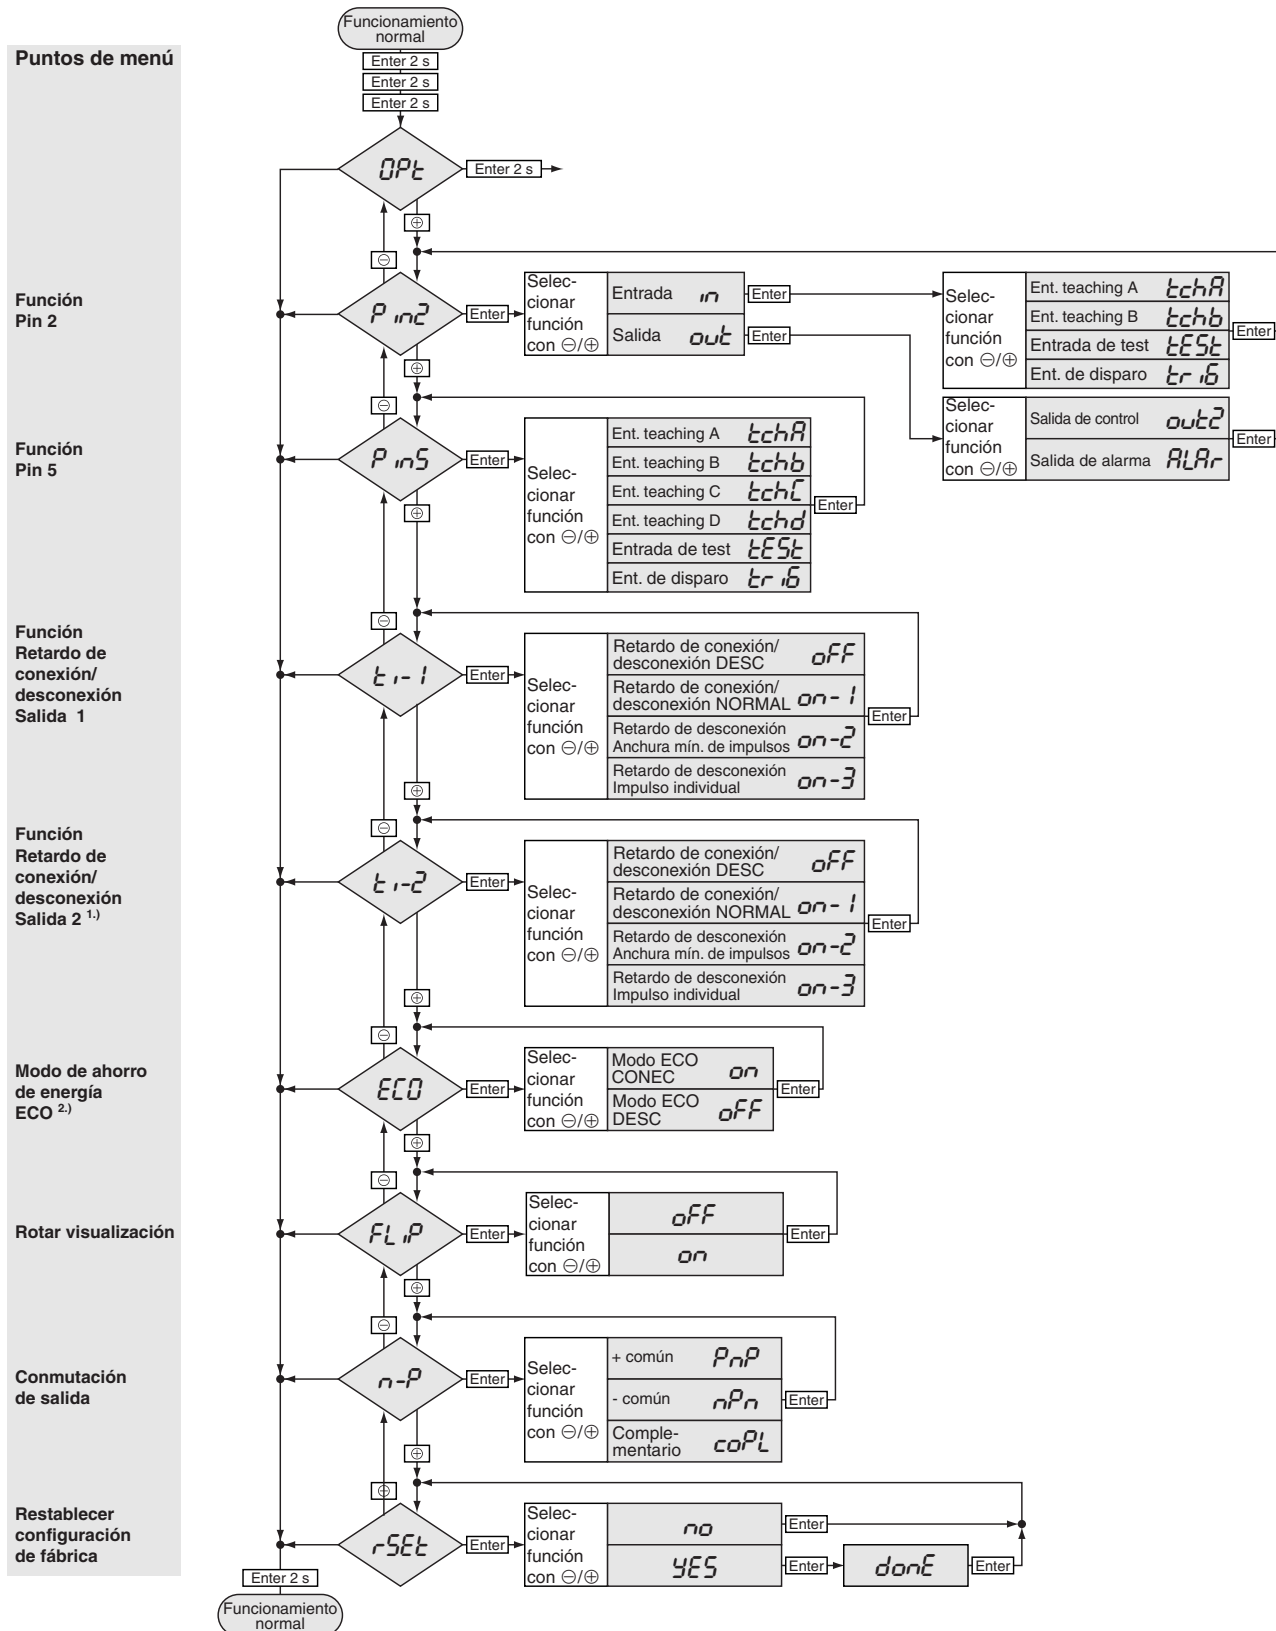 Funcionamiento
normal
Puntos de menú
Enter 2 s
Enter 2 s
Enter 2 s
OPt
Enter 2 s
⊕
⊖
Función
Pin 2
Pin2
Enter
Selec-
cionar
función
con ⊖/⊕
Entrada in
Enter
Salida out
Enter
Selec-
cionar
función
con ⊖/⊕
Ent. teaching A tchA
Ent. teaching B tchb
Entrada de test tESt
Ent. de disparo triG
Enter
Selec-
cionar
función
con ⊖/⊕
Salida de control out2
Salida de alarma ALAr
Enter
⊕
⊖
Función
Pin 5
Pin5
Enter
Selec-
cionar
función
con ⊖/⊕
Ent. teaching A tchA
Ent. teaching B tchb
Ent. teaching C tchC
Ent. teaching D tchd
Entrada de test tESt
Ent. de disparo triG
Enter
⊕
⊖
Función
Retardo de
conexión/
desconexión
Salida 1
ti-1
Enter
Selec-
cionar
función
con ⊖/⊕
Retardo de conexión/
desconexión DESC oFF
Retardo de conexión/
desconexión NORMAL on-1
Retardo de desconexión
Anchura mín. de impulsos on-2
Retardo de desconexión
Impulso individual on-3
Enter
⊕
⊖
Función
Retardo de
conexión/
desconexión
Salida 2 1.)
ti-2
Enter
Selec-
cionar
función
con ⊖/⊕
Retardo de conexión/
desconexión DESC oFF
Retardo de conexión/
desconexión NORMAL on-1
Retardo de desconexión
Anchura mín. de impulsos on-2
Retardo de desconexión
Impulso individual on-3
Enter
⊕
⊖
Modo de ahorro
de energía
ECO 2.)
ECO
Enter
Selec-
cionar
función
con ⊖/⊕
Modo ECO
CONEC on
Modo ECO
DESC oFF
Enter
⊕
⊖
Rotar visualización
FLiP
Enter
Selec-
cionar
función
con ⊖/⊕
oFF
on
Enter
⊕
⊖
Conmutación
de salida
n-P
Enter
Selec-
cionar
función
con ⊖/⊕
+ común PnP
- común nPn
Comple-
mentario coPL
Enter
⊕
⊕
Restablecer
configuración
de fábrica
rSEt
Enter
Selec-
cionar
función
con ⊖/⊕
no
Enter
YES
Enter
donE
Enter
Enter 2 s
Funcionamiento
normal